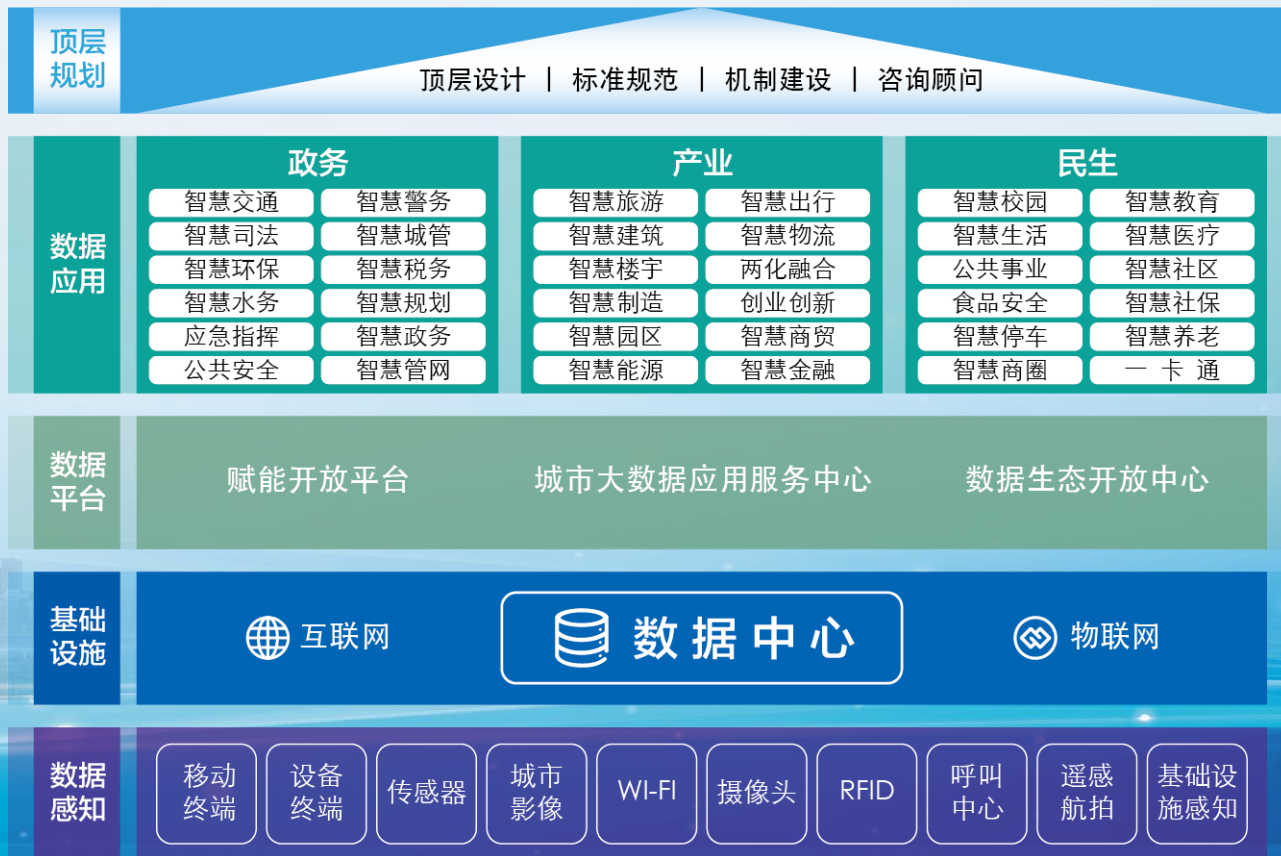 顶层
规划
顶层设计 | 标准规范 | 机制建设 | 咨询顾问
数据
应用
政务
智慧交通 智慧警务
智慧司法 智慧城管
智慧环保 智慧税务
智慧水务 智慧规划
应急指挥 智慧政务
公共安全 智慧管网
产业
智慧旅游 智慧出行
智慧建筑 智慧物流
智慧楼宇 两化融合
智慧制造 创业创新
智慧园区 智慧商贸
智慧能源 智慧金融
民生
智慧校园 智慧教育
智慧生活 智慧医疗
公共事业 智慧社区
食品安全 智慧社保
智慧停车 智慧养老
智慧商圈 一 卡 通
数据
平台
赋能开放平台 城市大数据应用服务中心 数据生态开放中心
基础
设施
互联网 数据中心 物联网
数据
感知
移动
终端
设备
终端
传感器
城市
影像
WI-FI
摄像头
RFID
呼叫
中心
遥感
航拍
基础设
施感知